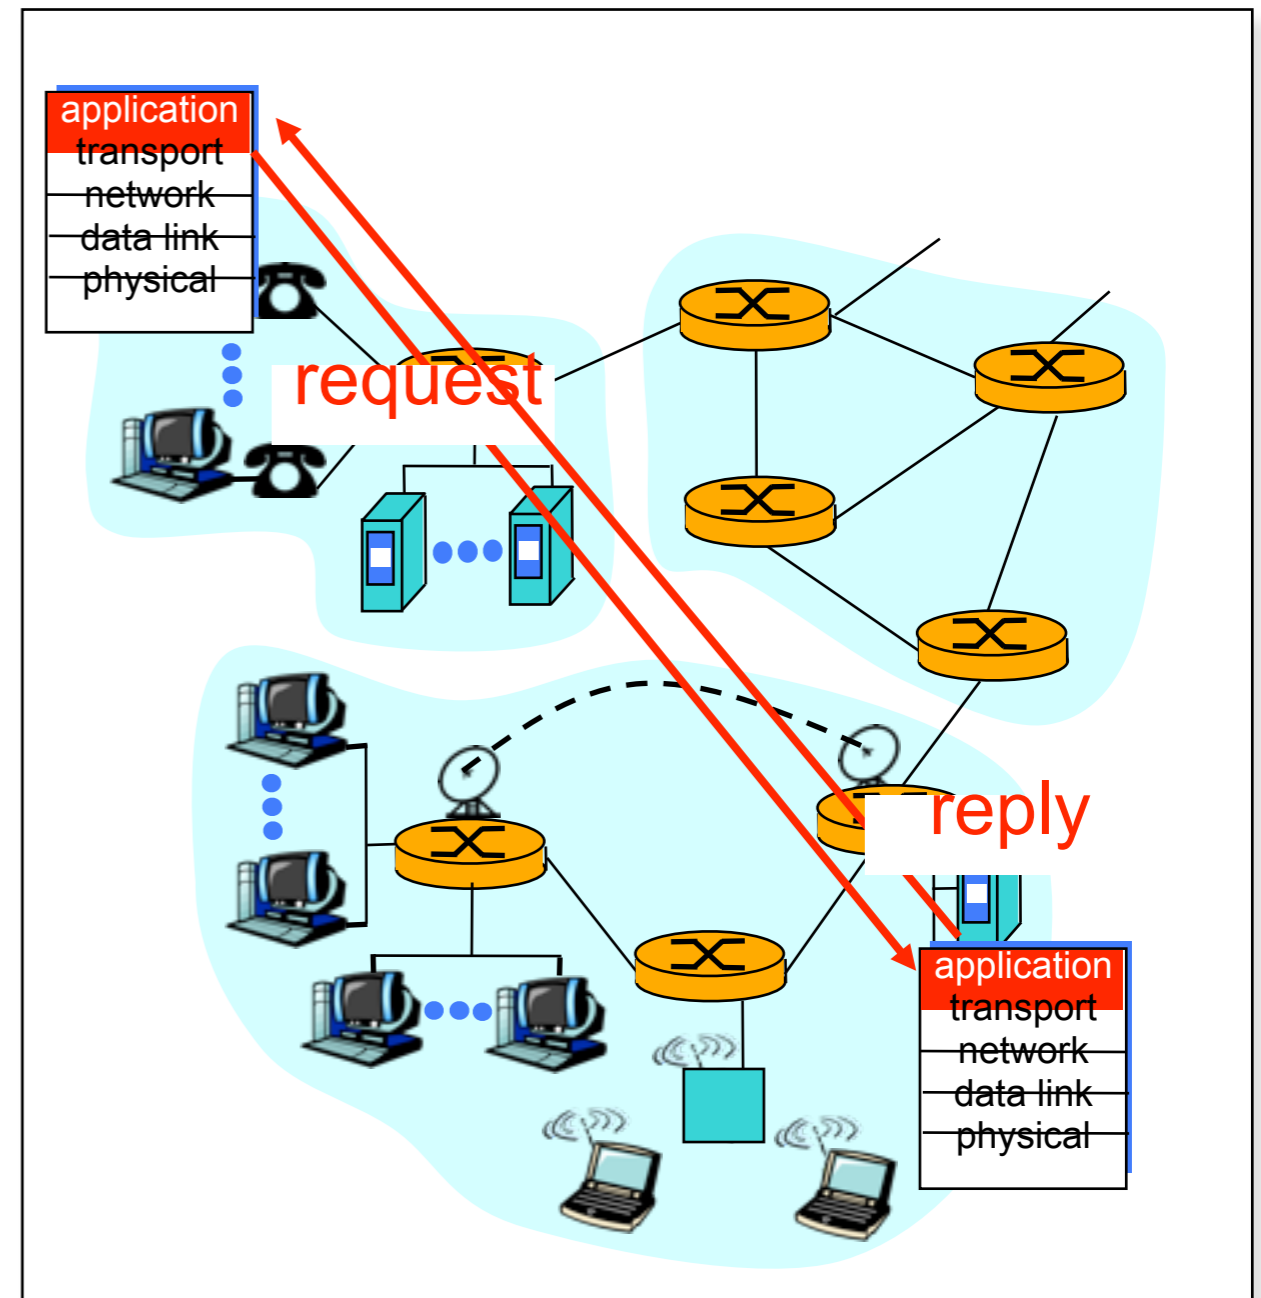 application
transport
network
data link
physical
request
reply
application
transport
network
data link
physical